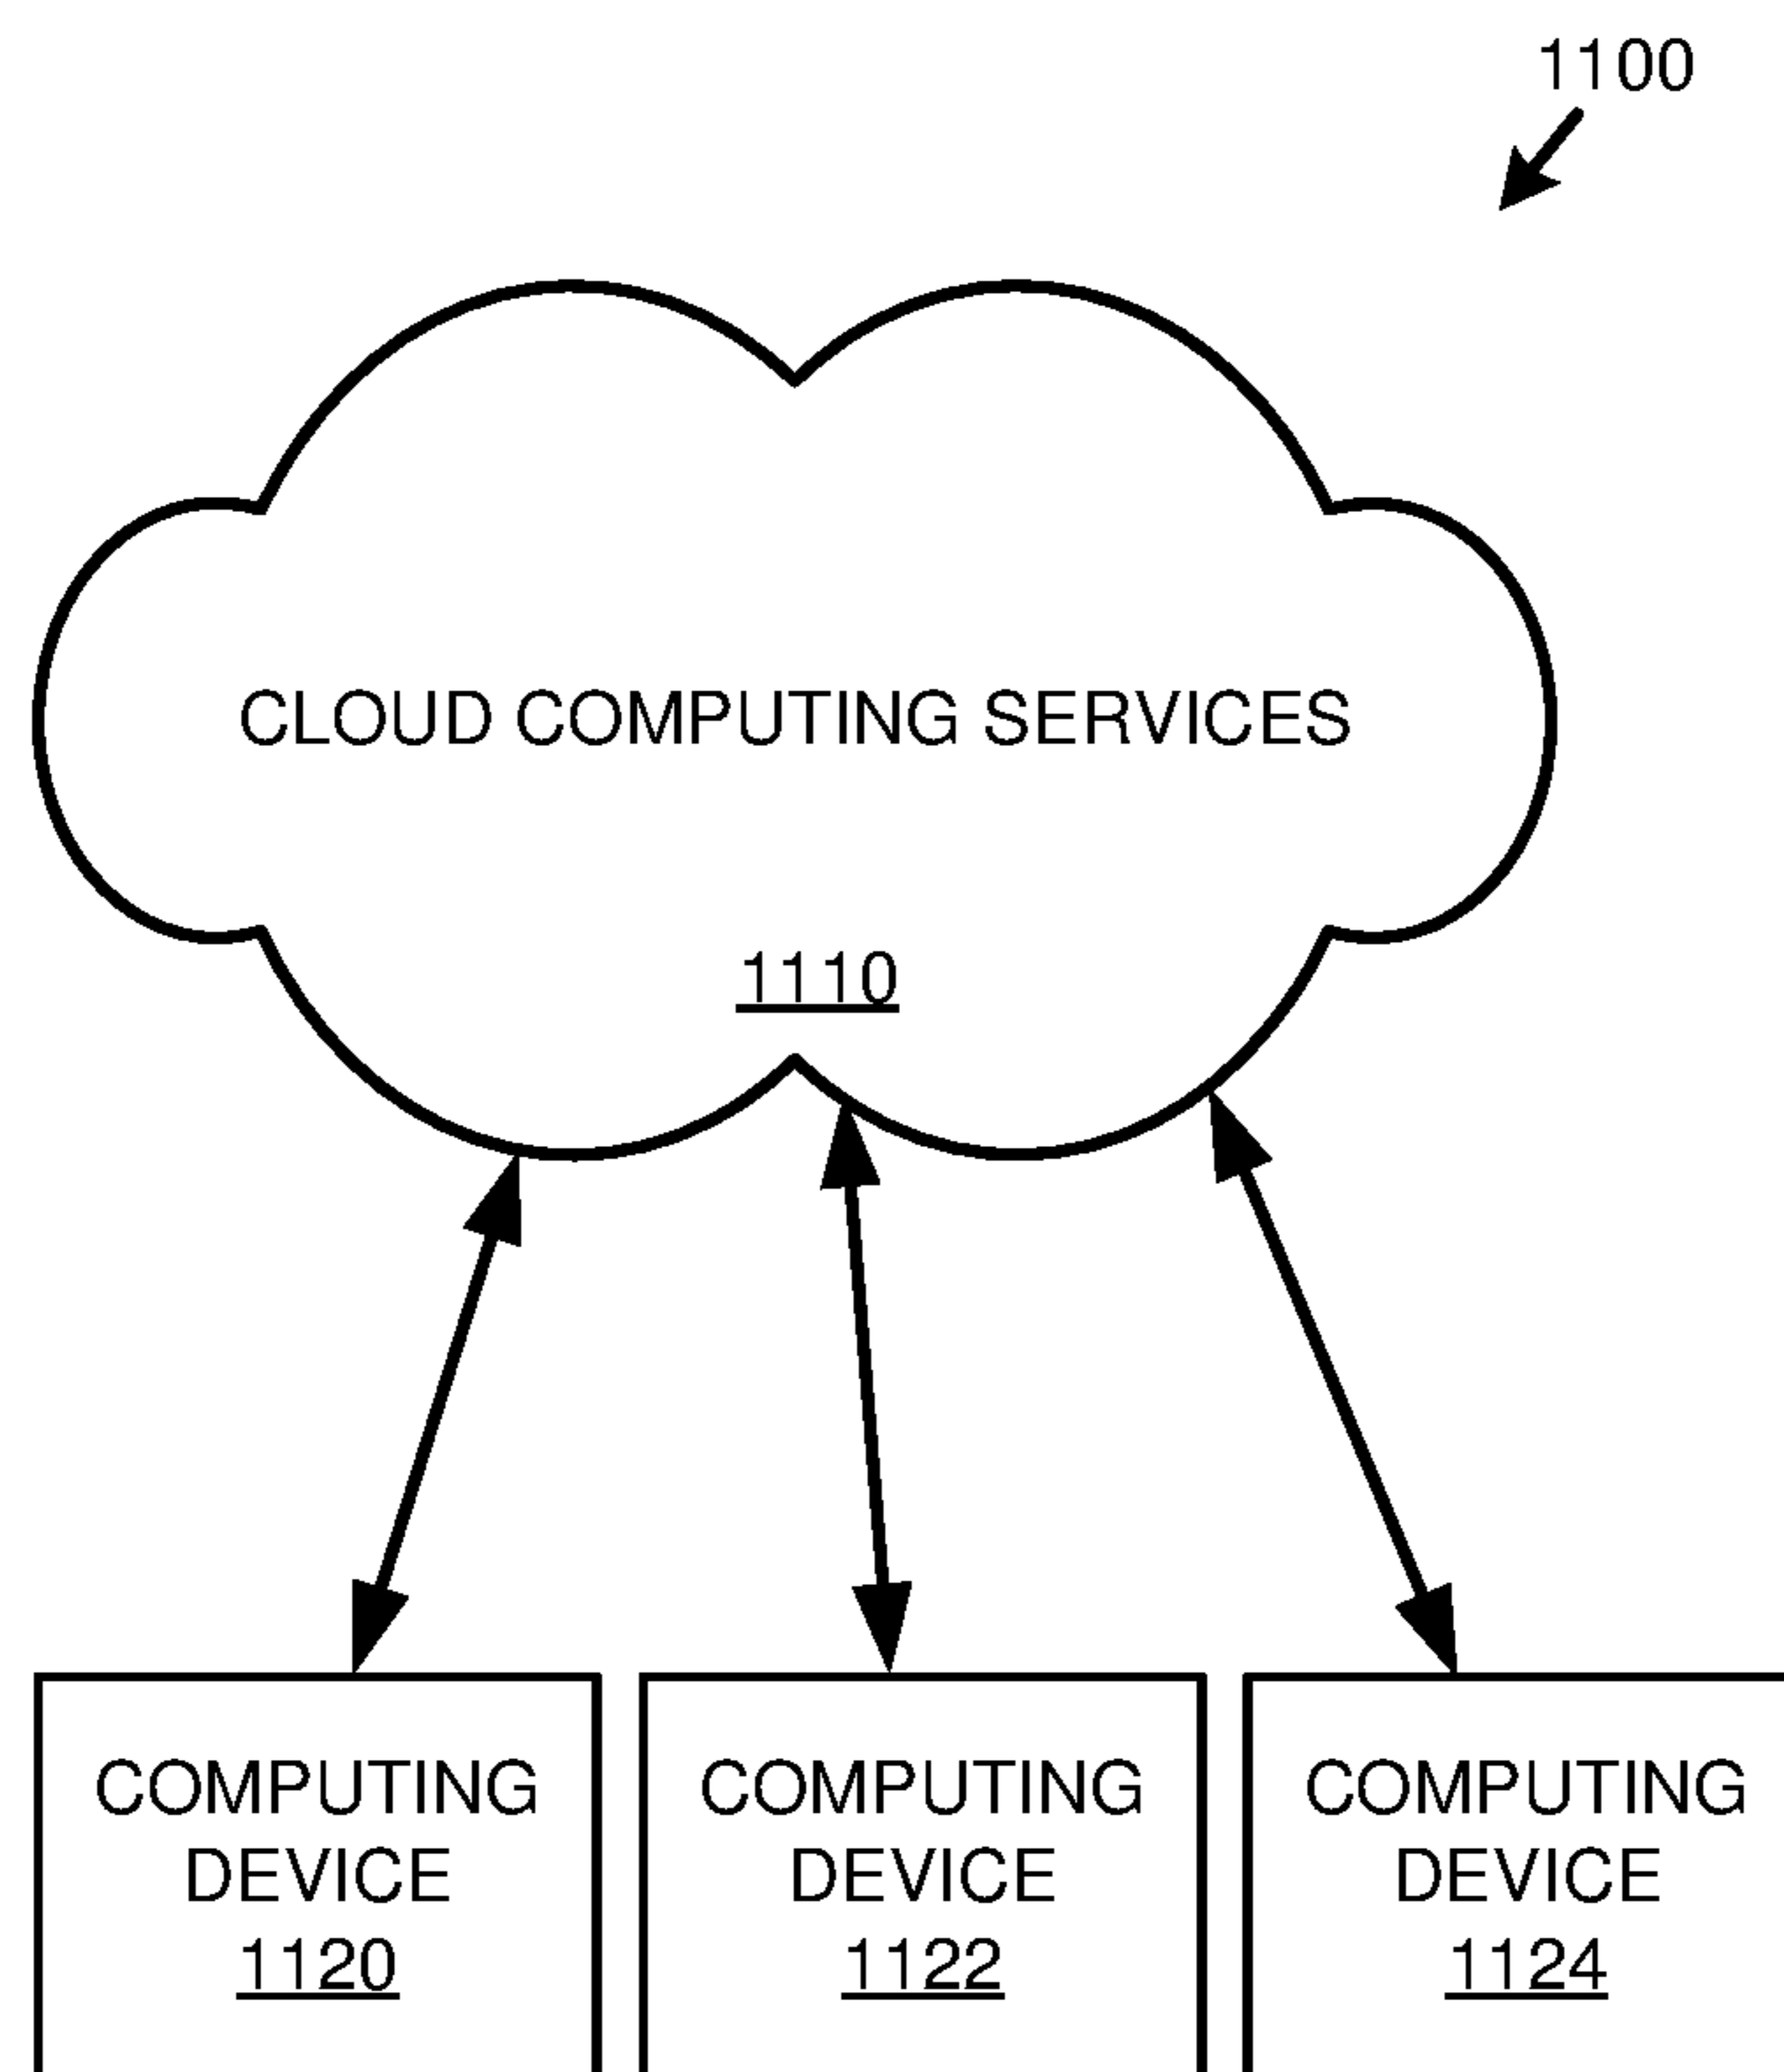 1100
CLOUD COMPUTING SERVICES
1110
COMPUTING
DEVICE
1120
COMPUTING
DEVICE
1122
COMPUTING
DEVICE
1124